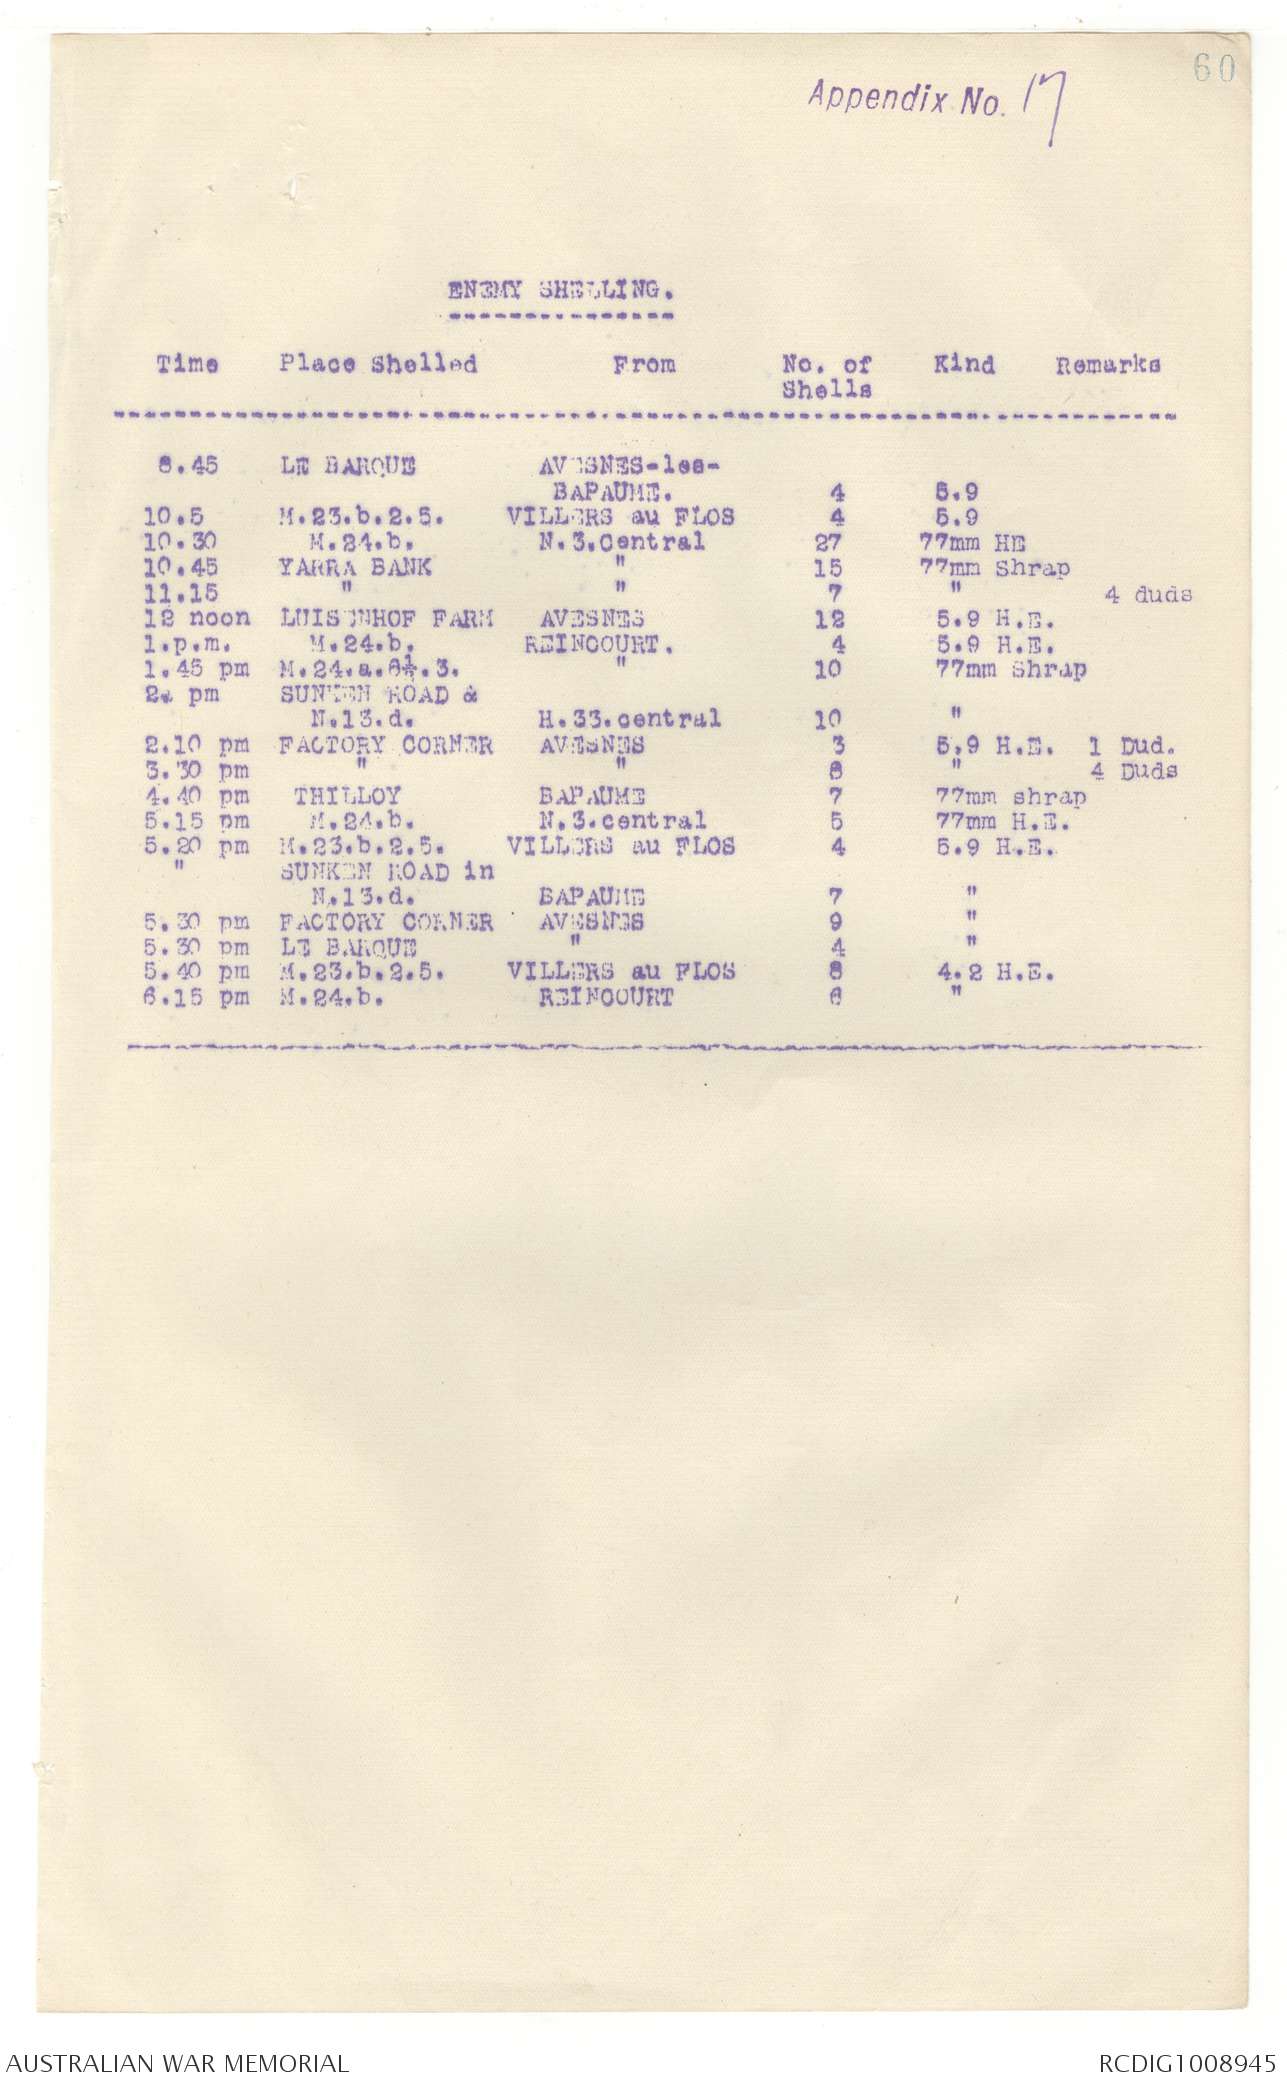 60
Appendix No. 17
ENEMY SHELLING.
Time Place Shelled From No. of Kind Remarks
Shells
8.45 LE BARQUE AVESNES-les-
BAPAUME. 4 5.9
10.5 M.23.b.2.5. VILLERS au FLOS 4 5.9
10.30 M.24.b. N.3.Central 27 77mm HE
10.45 YARRA BANK " 15 77mm Shrap
11.15 " " 7 " 4 duds
12 noon LUISENHOF FARM AVESNES 12 5.9 H.E.
1.p.m. M.24.b. REINCOURT. 4 5.9 H.E.
1.45 pm M.24.a.6½.3. " 10 77mm Shrap
2. pm SUNKEN ROAD &
N.13.d. H.33.central 10 "
2.10 pm FACTORY CORNER AVESNES 3 5.9 H.E. 1 Dud.
3.30 pm " " 8 " 4 Duds
4.40 pm THILLOY BAPAUME 7 77mm shrap
5.15 pm M.24.b. N.3.central 5 77mm H.E.
5.20 pm M.23.b.2.5. VILLERS au FLOS 4 5.9 H.E.
" SUNKEN ROAD in
N.13.d. BAPAUME 7 "
5.30 pm FACTORY CORNER AVESNES 9 "
5.30 pm LE BARQUE " 4 "
5.40 pm M.23.b.2.5. VILLERS au FLOS 8 4.2 H.E.
6.15 pm M.24.b. REINCOURT 6 "
AUSTRALIAN WAR MEMORIAL RCDIG1008945